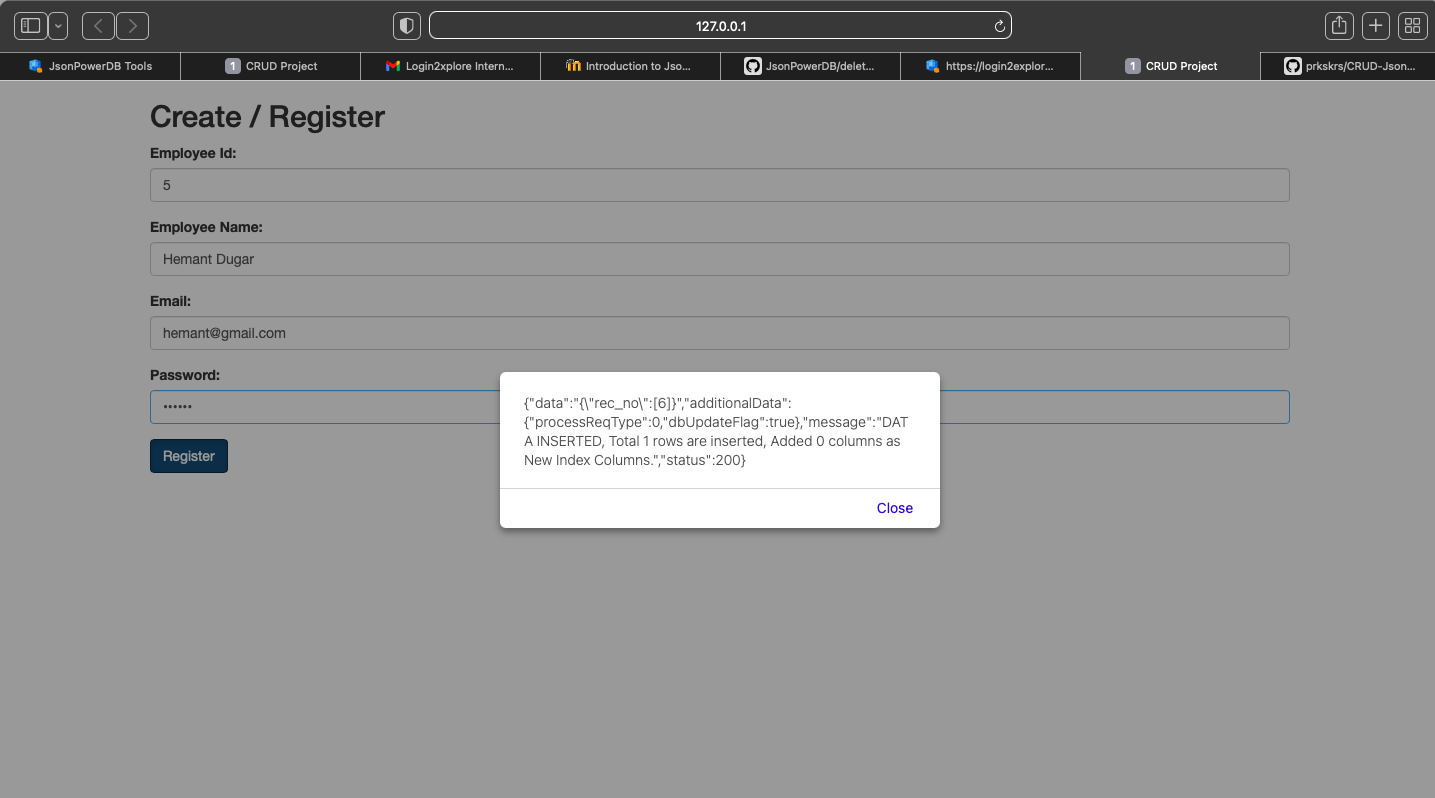 127.0.0.1
JsonPowerDB Tools
1 CRUD Project
Login2xplore Intern...
Introduction to Jso...
JsonPowerDB/delet...
https://login2explor...
1 CRUD Project
prkskrs/CRUD-Json...
Create / Register
Employee Id:
5
Employee Name:
Hemant Dugar
Email:
hemant@gmail.com
Password:
••••••
Register
{"data":"{\"rec_no\":[6]}","additionalData":
{"processReqType":0,"dbUpdateFlag":true},"message":"DAT
A INSERTED, Total 1 rows are inserted, Added 0 columns as
New Index Columns.","status":200}
Close